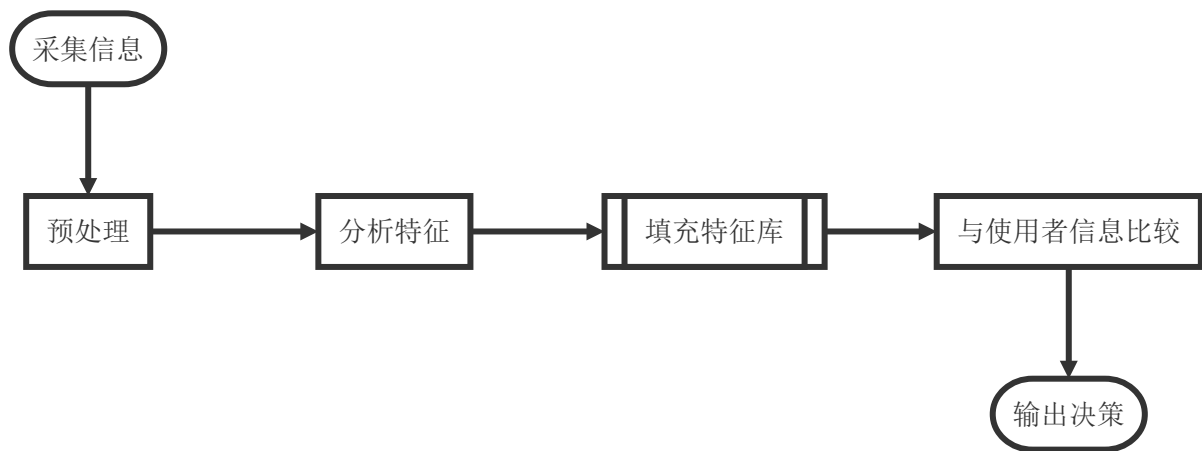 采集信息
预处理
分析特征
填充特征库
与使用者信息比较
输出决策